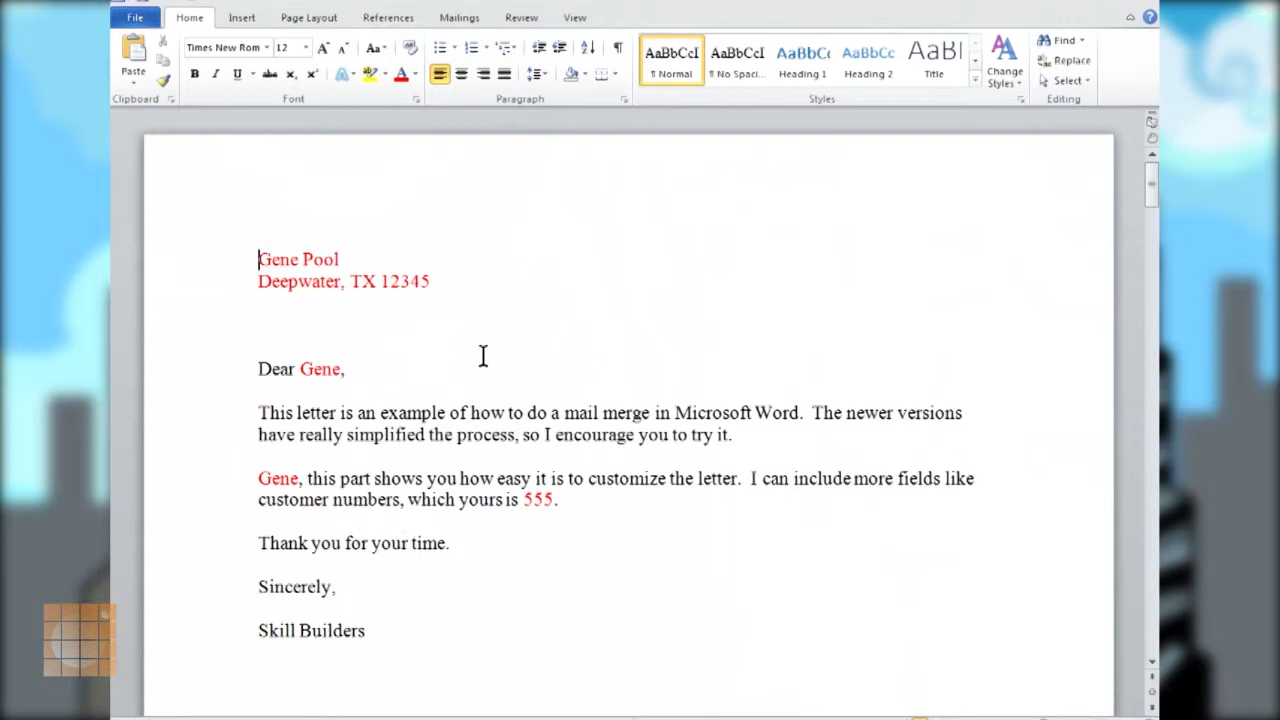 File Home Insert Page Layout References Mailings Review View
Times New Rom 12 Aa AaBbCcI AaBbCcI AaBbCc AaBbCcI AaBl Find
Replace
Paste B I U abc x₂ x² A ¶ Normal ¶ No Spaci... Heading 1 Heading 2 Title Change Styles Select
Clipboard Font Paragraph Styles Editing
Gene Pool
Deepwater, TX 12345
Dear Gene,
This letter is an example of how to do a mail merge in Microsoft Word. The newer versions
have really simplified the process, so I encourage you to try it.
Gene, this part shows you how easy it is to customize the letter. I can include more fields like
customer numbers, which yours is 555.
Thank you for your time.
Sincerely,
Skill Builders